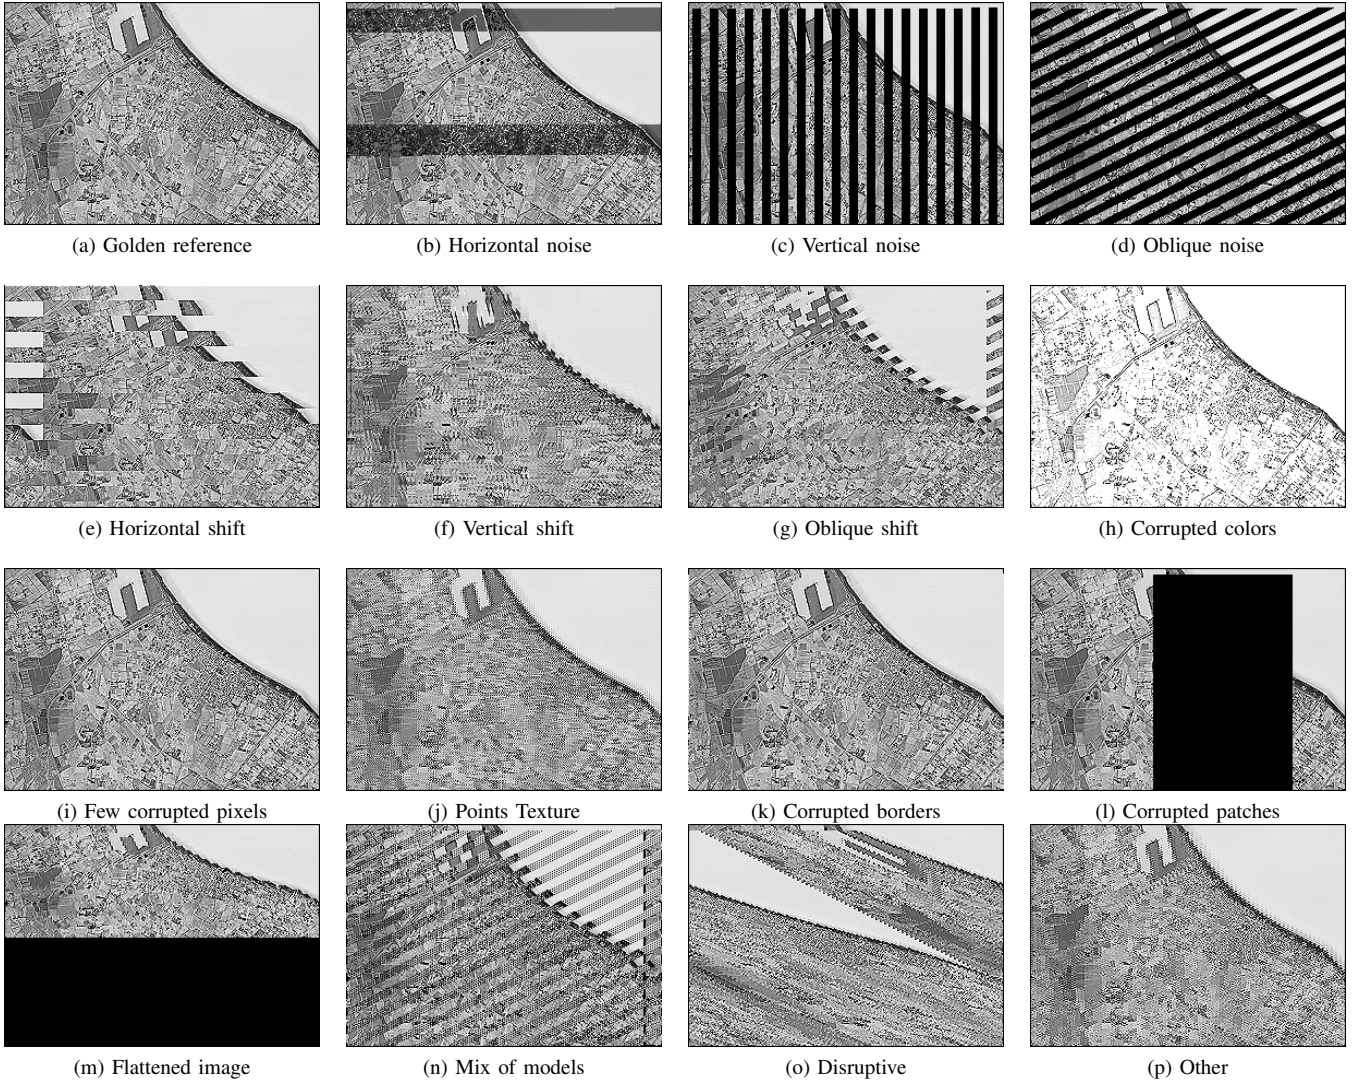 (a) Golden reference
(b) Horizontal noise
(c) Vertical noise
(d) Oblique noise
(e) Horizontal shift
(f) Vertical shift
(g) Oblique shift
(h) Corrupted colors
(i) Few corrupted pixels
(j) Points Texture
(k) Corrupted borders
(l) Corrupted patches
(m) Flattened image
(n) Mix of models
(o) Disruptive
(p) Other